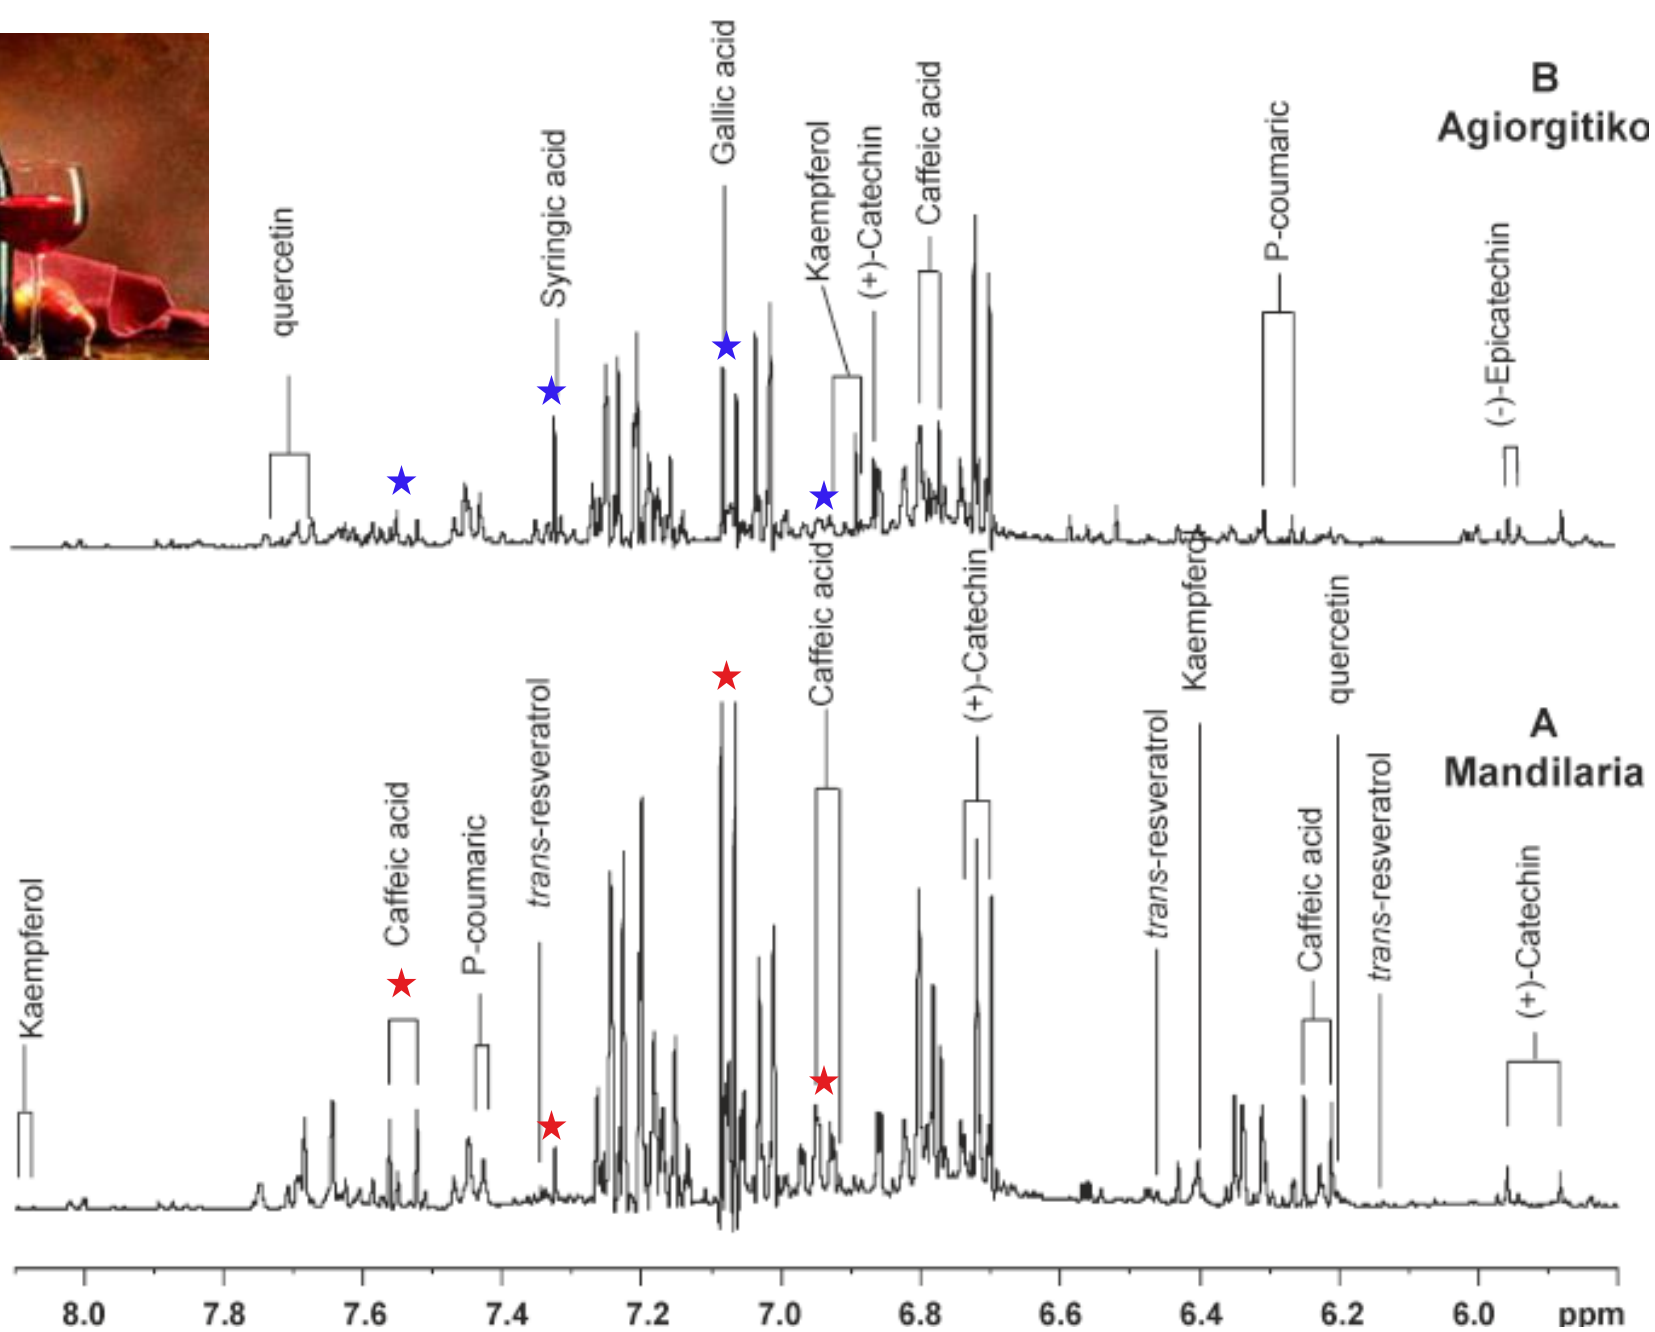 B
Agiorgitiko
quercetin
Syringic acid
Gallic acid
Kaempferol
(+)-Catechin
Caffeic acid
P-coumaric
(-)-Epicatechin
A
Mandilaria
Kaempferol
Caffeic acid
P-coumaric
trans-resveratrol
Caffeic acid
(+)-Catechin
trans-resveratrol
Kaempfero
quercetin
Caffeic acid
trans-resveratrol
(+)-Catechin
8.0 7.8 7.6 7.4 7.2 7.0 6.8 6.6 6.4 6.2 6.0 ppm